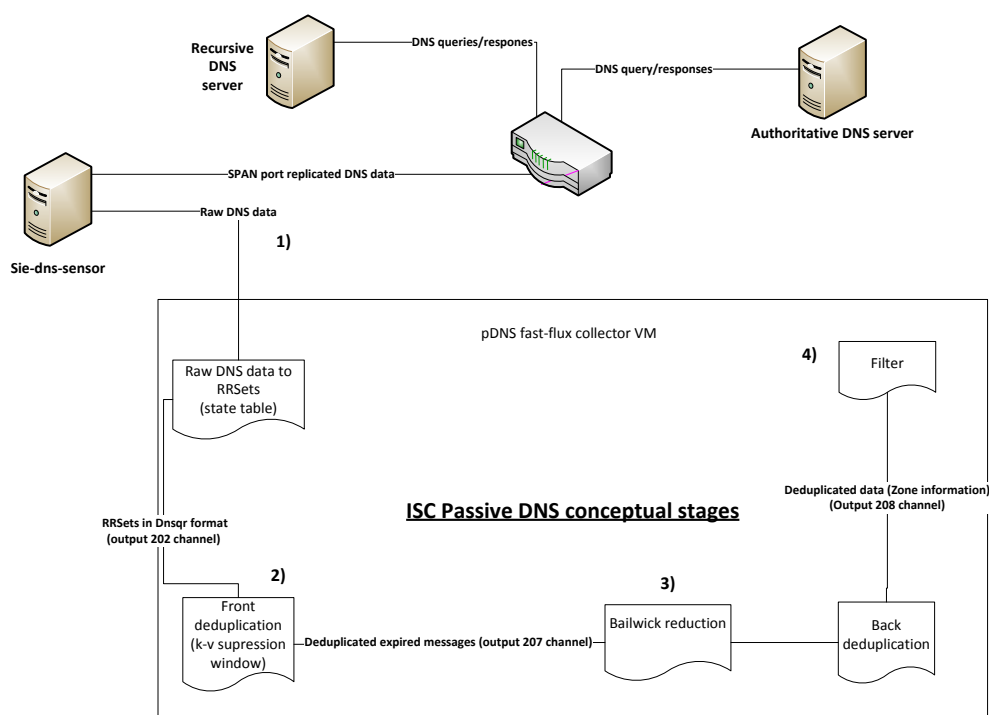 Recursive
DNS
server
DNS queries/respones
DNS query/responses
Authoritative DNS server
SPAN port replicated DNS data
Raw DNS data
1)
Sie-dns-sensor
pDNS fast-flux collector VM
Raw DNS data to
RRSets
(state table)
4)
Filter
Deduplicated data (Zone information)
(Output 208 channel)
ISC Passive DNS conceptual stages
RRSets in Dnsqr format
(output 202 channel)
2)
Front
deduplication
(k-v supression
window)
Deduplicated expired messages (output 207 channel)
3)
Bailwick reduction
Back
deduplication